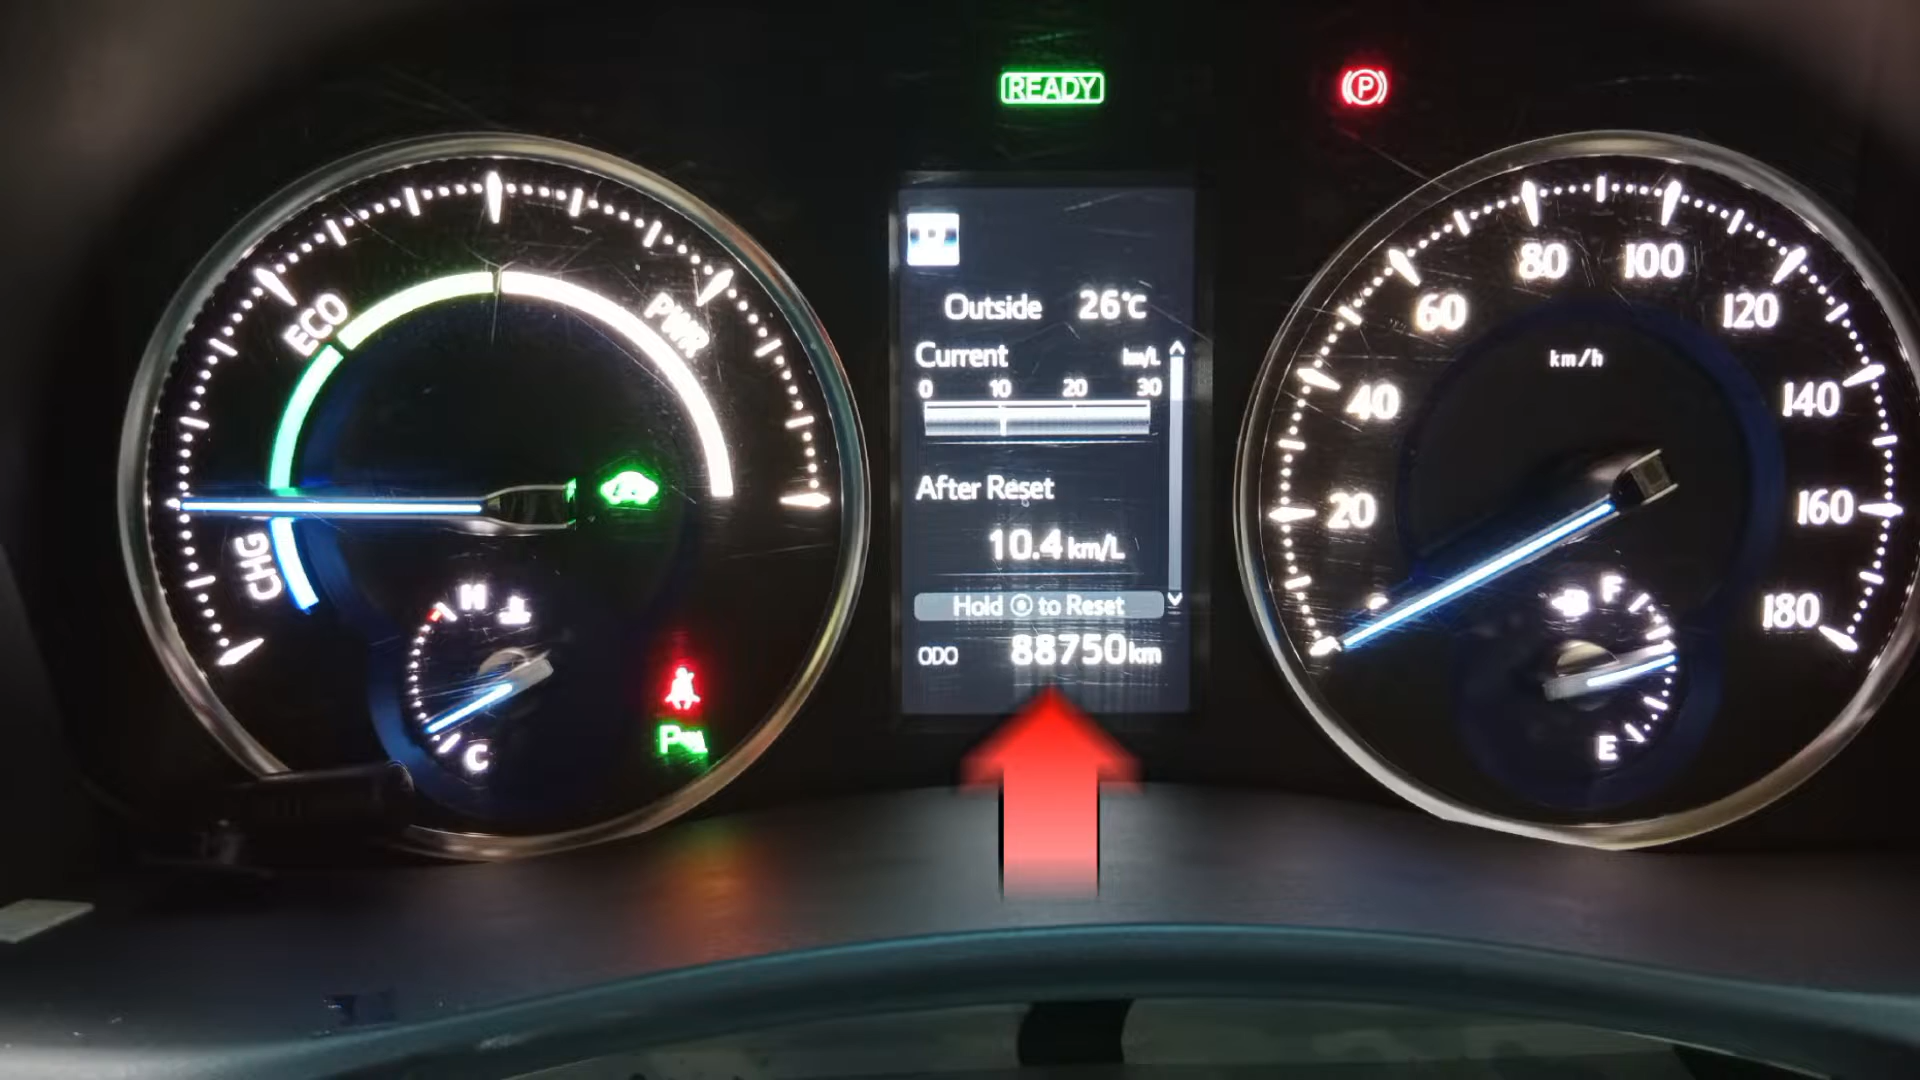 READY
P
ECO
PWR
CHG
H
C
P
Outside 26°C
Current km/L
0 10 20 30
After Reset
10.4 km/L
Hold to Reset
ODO 88750 km
80 100
60 120
km/h
40 140
20 160
180
F
E